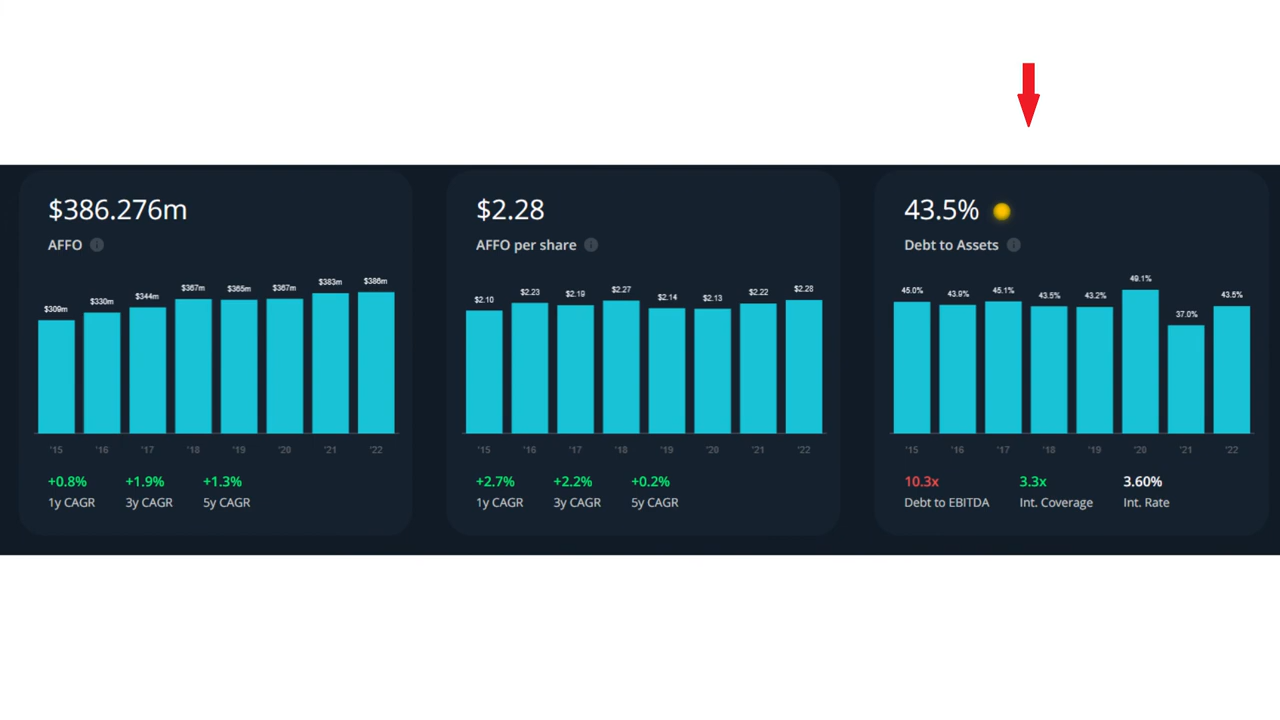 $386.276m
AFFO
$309m $330m $344m $367m $365m $367m $383m $386m
'15 '16 '17 '18 '19 '20 '21 '22
+0.8% +1.9% +1.3%
1y CAGR 3y CAGR 5y CAGR
$2.28
AFFO per share
$2.10 $2.23 $2.19 $2.27 $2.14 $2.13 $2.22 $2.28
'15 '16 '17 '18 '19 '20 '21 '22
+2.7% +2.2% +0.2%
1y CAGR 3y CAGR 5y CAGR
43.5%
Debt to Assets
45.0% 43.9% 45.1% 43.5% 43.2% 49.1% 37.0% 43.5%
'15 '16 '17 '18 '19 '20 '21 '22
10.3x 3.3x 3.60%
Debt to EBITDA Int. Coverage Int. Rate